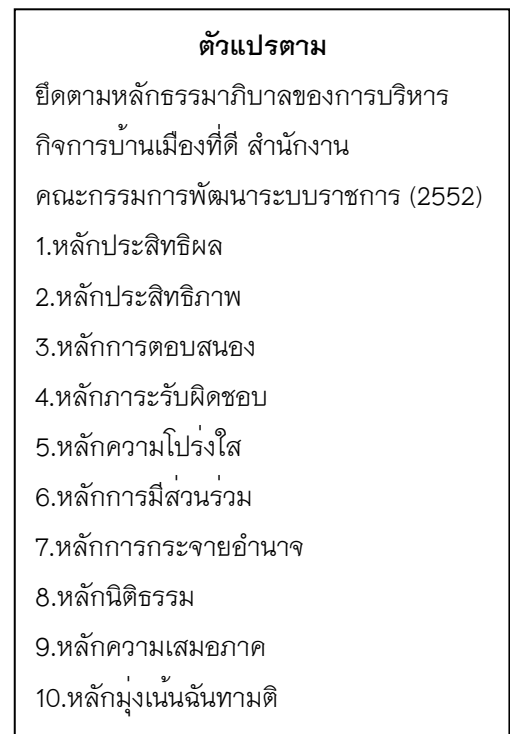 ตัวแปรตาม
ยึดตามหลักธรรมาภิบาลของการบริหาร
กิจการบ้านเมืองที่ดี สำนักงาน
คณะกรรมการพัฒนาระบบราชการ (2552)
1.หลักประสิทธิผล
2.หลักประสิทธิภาพ
3.หลักการตอบสนอง
4.หลักภาระรับผิดชอบ
5.หลักความโปร่งใส
6.หลักการมีส่วนร่วม
7.หลักการกระจายอำนาจ
8.หลักนิติธรรม
9.หลักความเสมอภาค
10.หลักมุ่งเน้นฉันทามติ